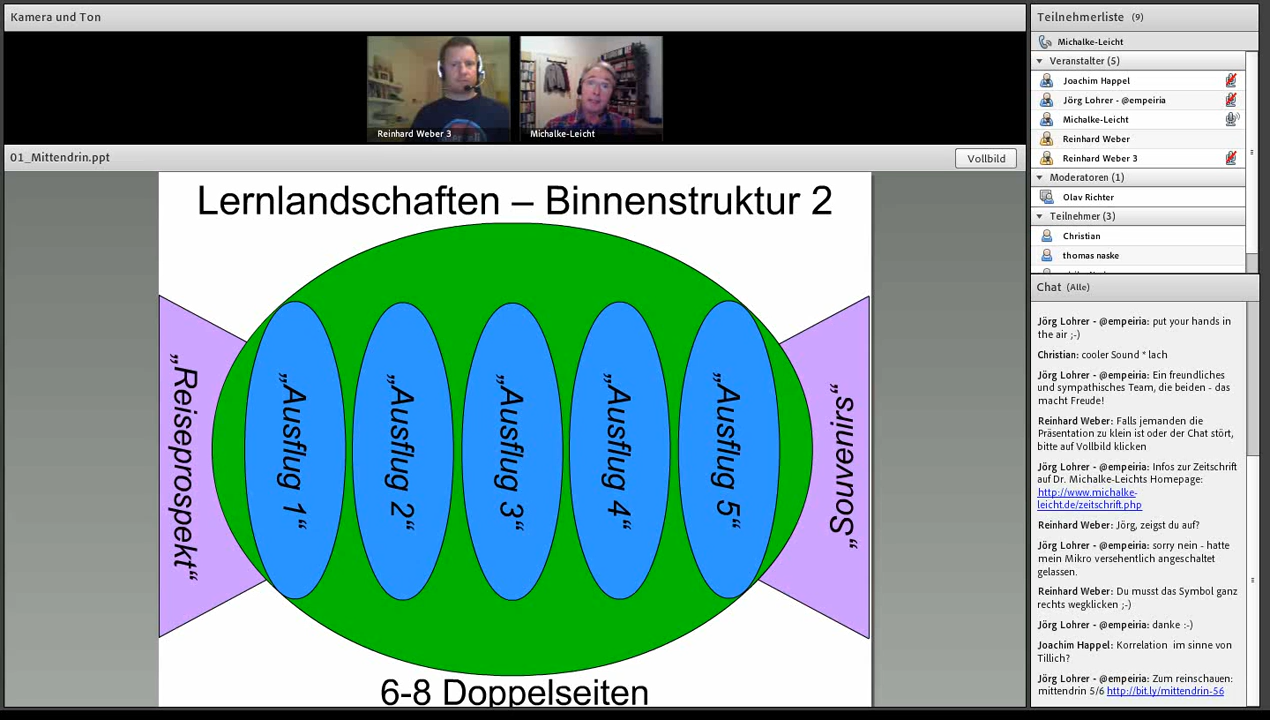 Kamera und Ton
Reinhard Weber 3
Michalke-Leicht
01_Mittendrin.ppt
Vollbild
Lernlandschaften – Binnenstruktur 2
„Reiseprospekt“
„Ausflug 1“
„Ausflug 2“
„Ausflug 3“
„Ausflug 4“
„Ausflug 5“
„Souvenirs“
6-8 Doppelseiten
Teilnehmerliste (9)
Michalke-Leicht
Veranstalter (5)
Joachim Happel
Jörg Lohrer - @empeiria
Michalke-Leicht
Reinhard Weber
Reinhard Weber 3
Moderatoren (1)
Olav Richter
Teilnehmer (3)
Christian
thomas naske
Chat (Alle)
Jörg Lohrer - @empeiria: put your hands in
the air ;-)
Christian: cooler Sound * lach
Jörg Lohrer - @empeiria: Ein freundliches
und sympathisches Team, die beiden - das
macht Freude!
Reinhard Weber: Falls jemanden die
Präsentation zu klein ist oder der Chat stört,
bitte auf Vollbild klicken
Jörg Lohrer - @empeiria: Infos zur Zeitschrift
auf Dr. Michalke-Leichts Homepage:
http://www.michalke-
leicht.de/zeitschrift.php
Reinhard Weber: Jörg, zeigst du auf?
Jörg Lohrer - @empeiria: sorry nein - hatte
mein Mikro versehentlich angeschaltet
gelassen.
Reinhard Weber: Du musst das Symbol ganz
rechts wegklicken ;-)
Jörg Lohrer - @empeiria: danke :-)
Joachim Happel: Korrelation im sinne von
Tillich?
Jörg Lohrer - @empeiria: Zum reinschauen:
mittendrin 5/6 http://bit.ly/mittendrin-56